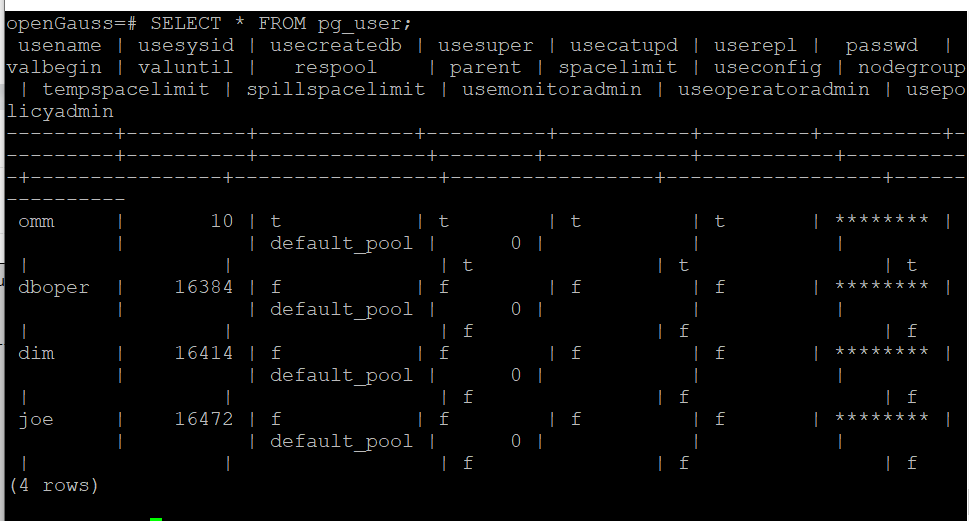 openGauss=# SELECT * FROM pg_user;
 usename | usesysid | usecreatedb | usesuper | usecatupd | userepl |  passwd  |
valbegin | valuntil |   respool    | parent | spacelimit | useconfig | nodegroup
 | tempspacelimit | spillspacelimit | usemonitoradmin | useoperatoradmin | usepo
licyadmin
---------+----------+-------------+----------+-----------+---------+----------+-
---------+----------+--------------+--------+------------+-----------+----------
-+----------------+-----------------+-----------------+------------------+------
----------
 omm     |       10 | t           | t        | t         | t       | ******** |
         |          | default_pool |      0 |            |           |
 |                |                 | t               | t                | t
 dboper  |    16384 | f           | f        | f         | f       | ******** |
         |          | default_pool |      0 |            |           |
 |                |                 | f               | f                | f
 dim     |    16414 | f           | f        | f         | f       | ******** |
         |          | default_pool |      0 |            |           |
 |                |                 | f               | f                | f
 joe     |    16472 | f           | f        | f         | f       | ******** |
         |          | default_pool |      0 |            |           |
 |                |                 | f               | f                | f
(4 rows)